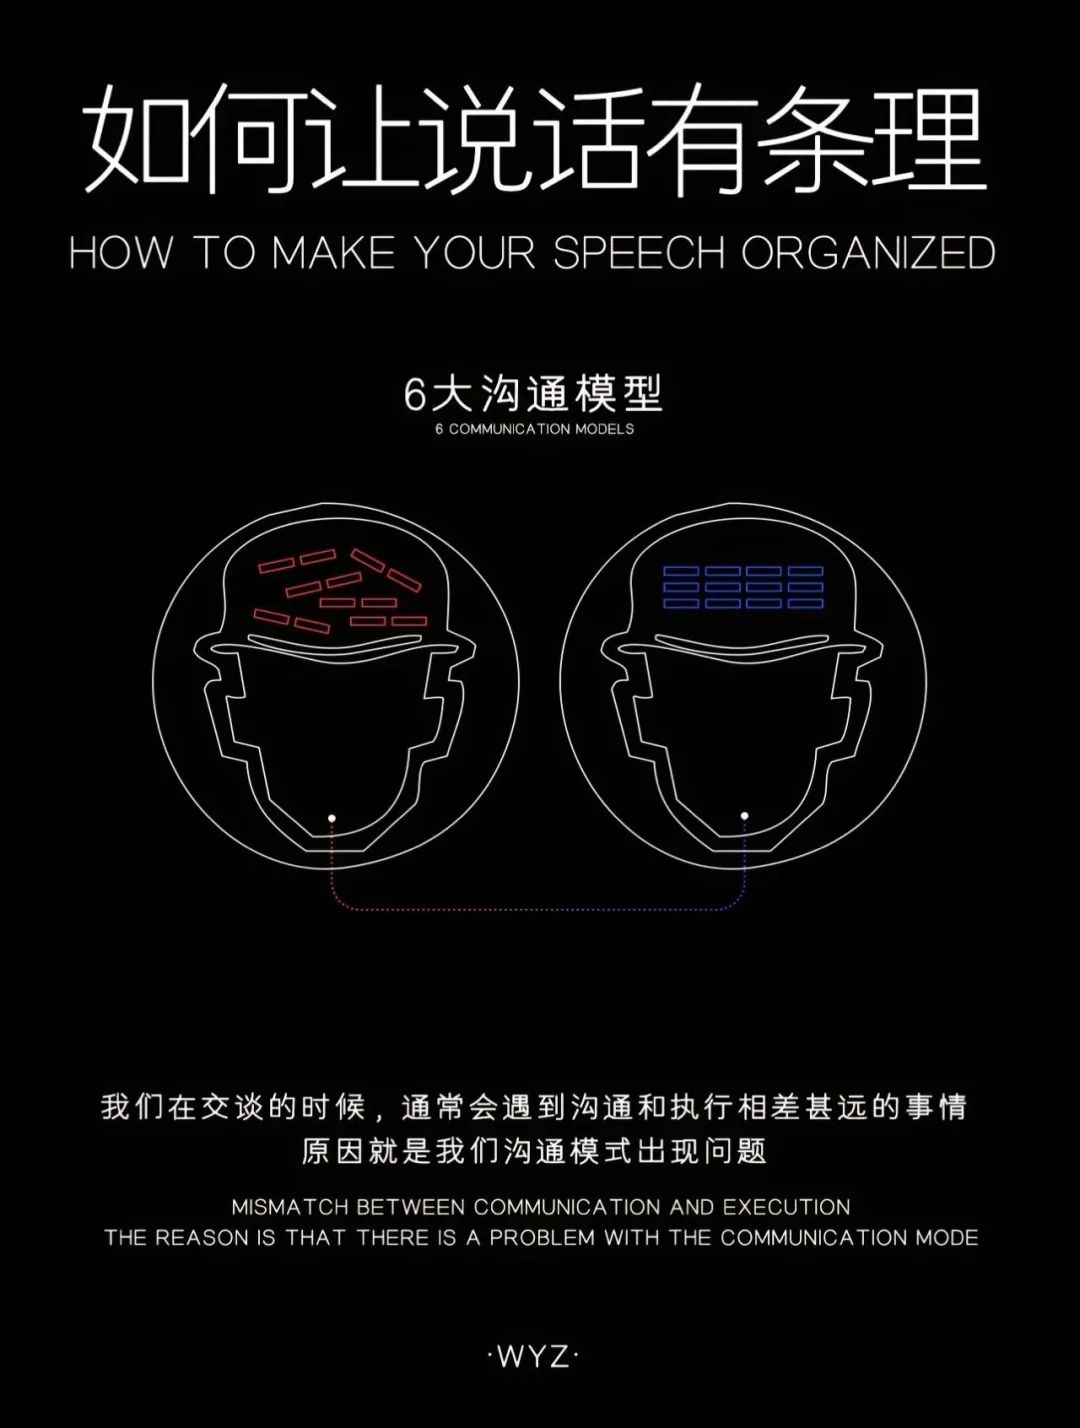 如何让说话有条理
HOW TO MAKE YOUR SPEECH ORGANIZED
6大沟通模型
6 COMMUNICATION MODELS
我们在交谈的时候，通常会遇到沟通和执行相差甚远的事情
原因就是我们沟通模式出现问题
MISMATCH BETWEEN COMMUNICATION AND EXECUTION
THE REASON IS THAT THERE IS A PROBLEM WITH THE COMMUNICATION MODE
·WYZ·